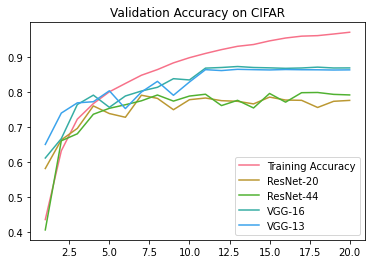 Validation Accuracy on CIFAR
0.9
0.8
0.7
0.6
0.5
0.4
Training Accuracy
ResNet-20
ResNet-44
VGG-16
VGG-13
2.5 5.0 7.5 10.0 12.5 15.0 17.5 20.0